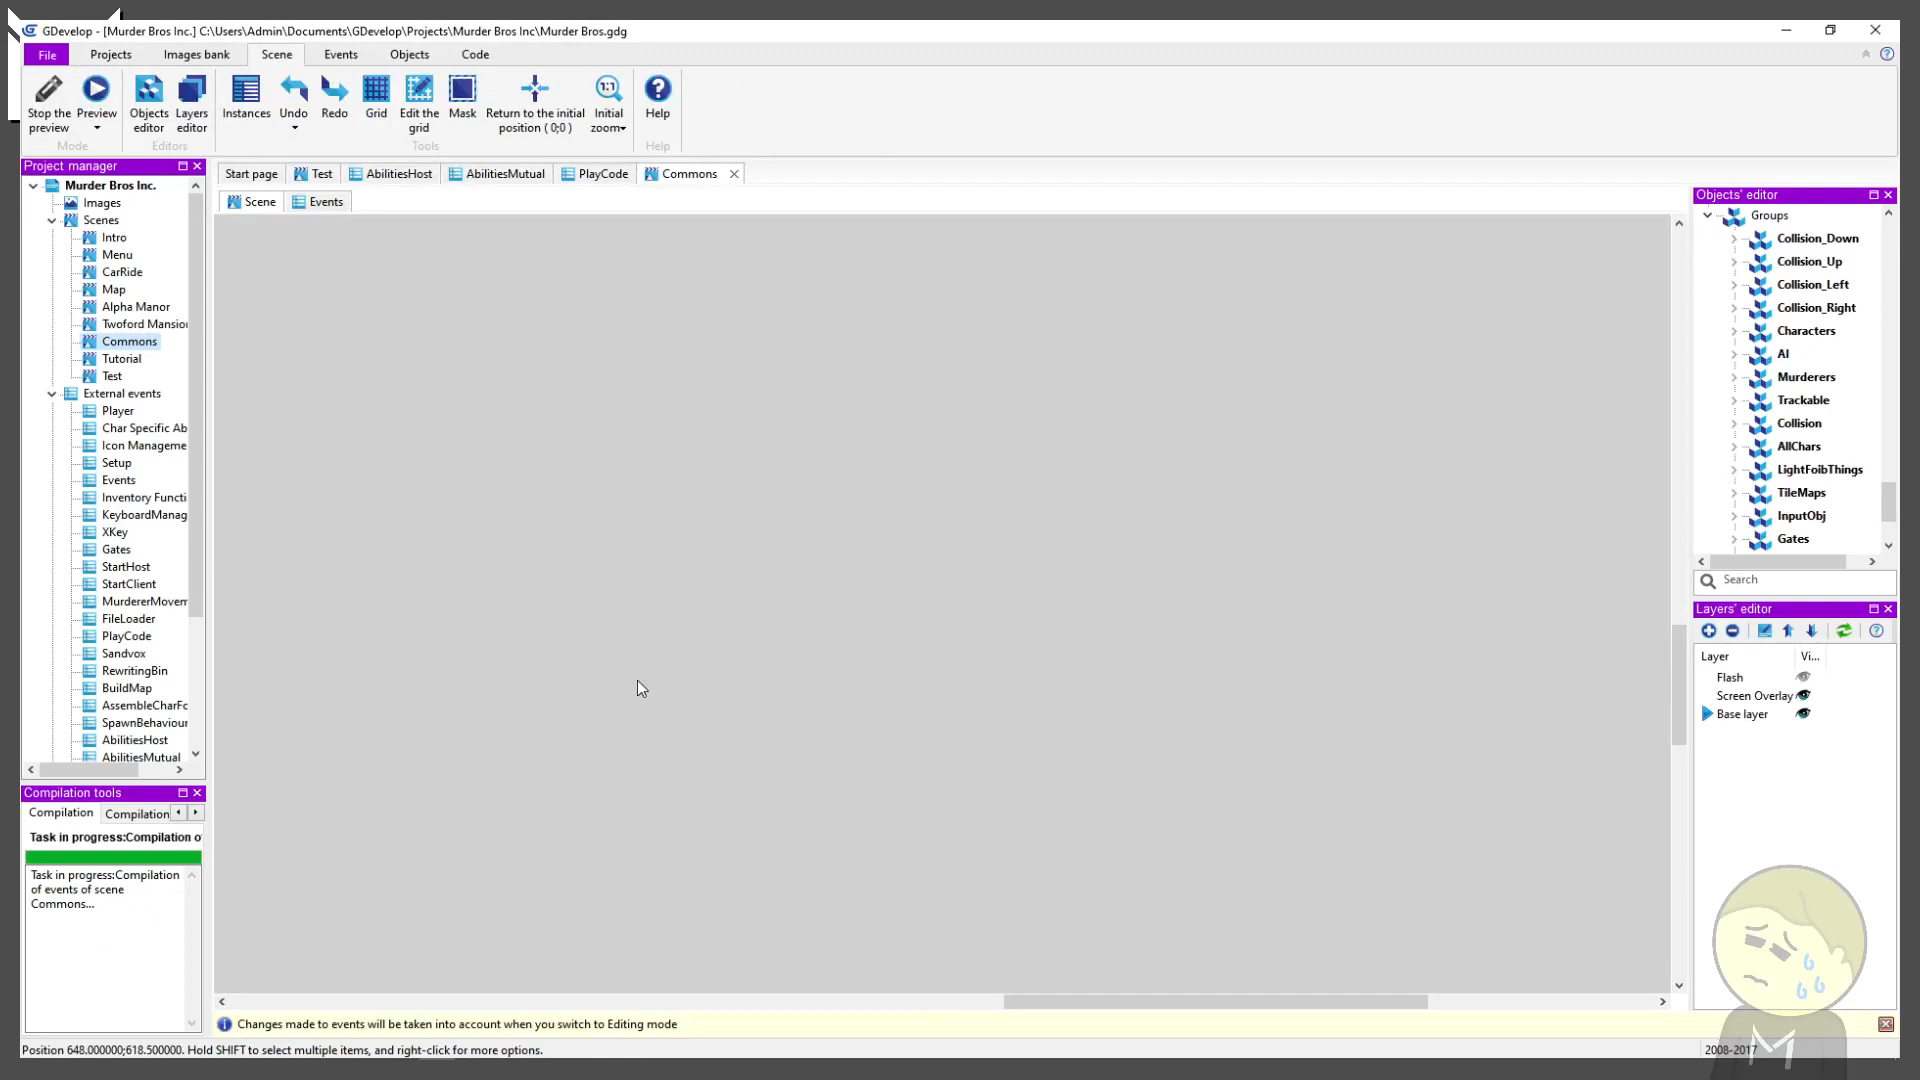 GDevelop - [Murder Bros Inc.] C:\Users\Admin\Documents\GDevelop\Projects\Murder Bros Inc\Murder Bros.gdg
File Projects Images bank Scene Events Objects Code
Stop the preview
Preview
Objects editor
Layers editor
Instances
Undo
Redo
Grid
Edit the grid
Mask
Return to the initial position ( 0;0 )
1:1
Initial zoom
Help
Mode
Editors
Tools
Help
Project manager
Murder Bros Inc.
Images
Scenes
Intro
Menu
CarRide
Map
Alpha Manor
Twoford Mansio
Commons
Tutorial
Test
External events
Player
Char Specific Ab
Icon Manageme
Setup
Events
Inventory Functi
KeyboardManag
XKey
Gates
StartHost
StartClient
MurdererMovem
FileLoader
PlayCode
Sandvox
RewritingBin
BuildMap
AssembleCharFc
SpawnBehaviour
AbilitiesHost
AbilitiesMutual
Compilation tools
Compilation Compilation
Task in progress:Compilation o
Task in progress:Compilation
of events of scene
Commons...
Start page Test AbilitiesHost AbilitiesMutual PlayCode Commons
Scene Events
Objects' editor
Groups
Collision_Down
Collision_Up
Collision_Left
Collision_Right
Characters
AI
Murderers
Trackable
Collision
AllChars
LightFoibThings
TileMaps
InputObj
Gates
Search
Layers' editor
Layer Vi...
Flash
Screen Overlay
Base layer
Changes made to events will be taken into account when you switch to Editing mode
Position 648.000000;618.500000. Hold SHIFT to select multiple items, and right-click for more options.
2008-2017